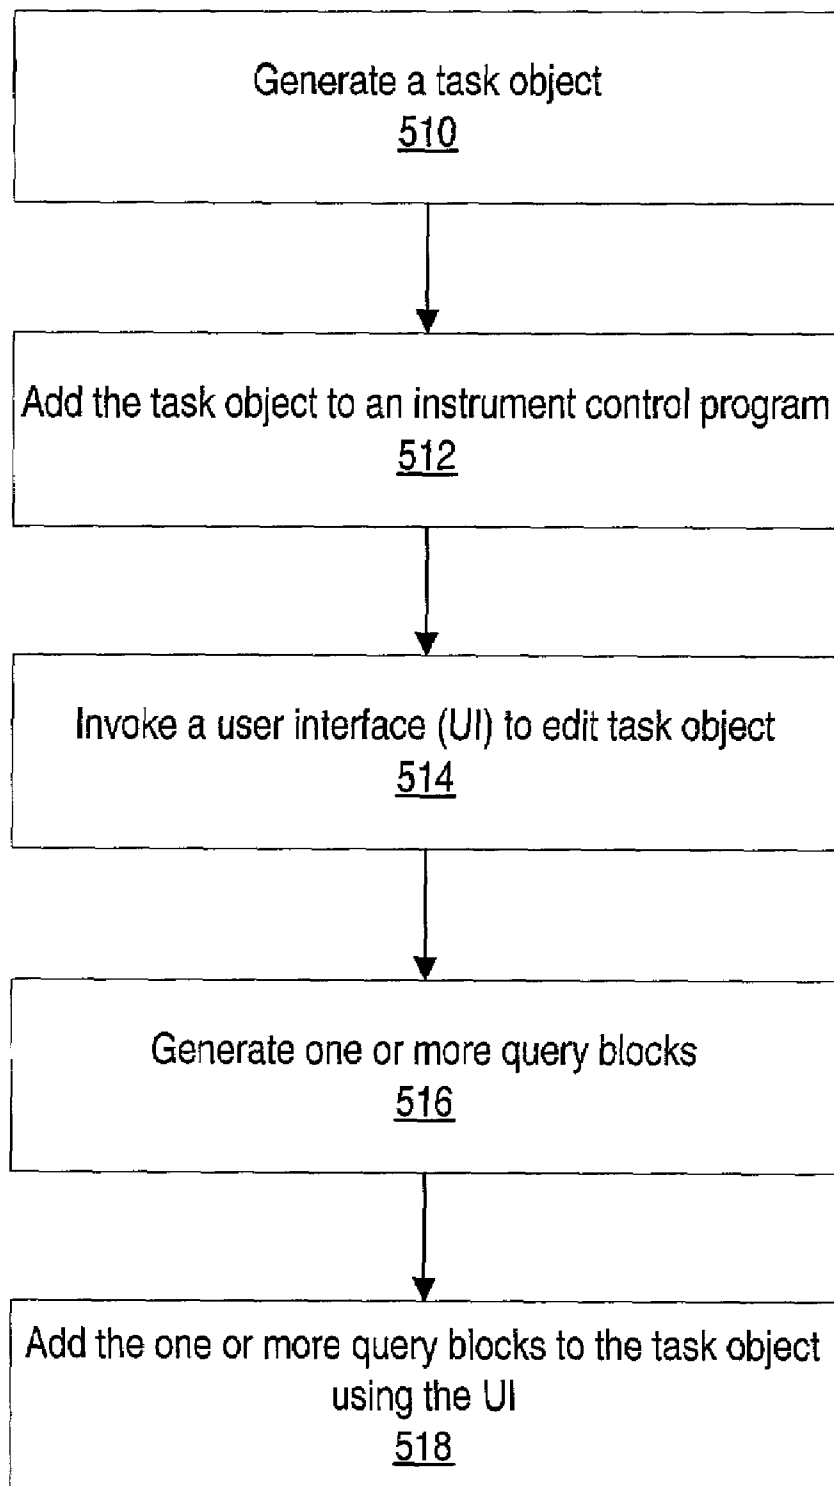 Generate a task object
510
Add the task object to an instrument control program
512
Invoke a user interface (UI) to edit task object
514
Generate one or more query blocks
516
Add the one or more query blocks to the task object
using the UI
518